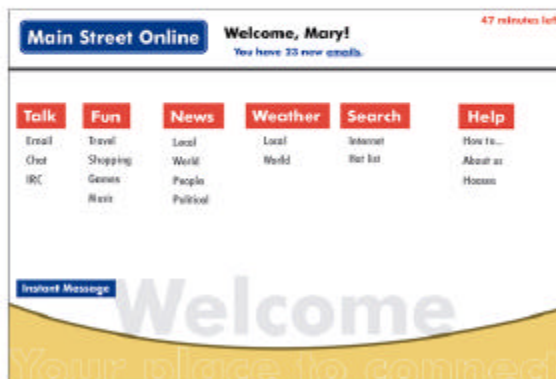 47 minutes left
Main Street Online
Welcome, Mary!
You have 23 new emails.
Talk
Email
Chat
IRC
Fun
Travel
Shopping
Games
Music
News
Local
World
People
Political
Weather
Local
World
Search
Internet
Hot list
Help
How to...
About us
Instant Message
Welcome
Your place to connect